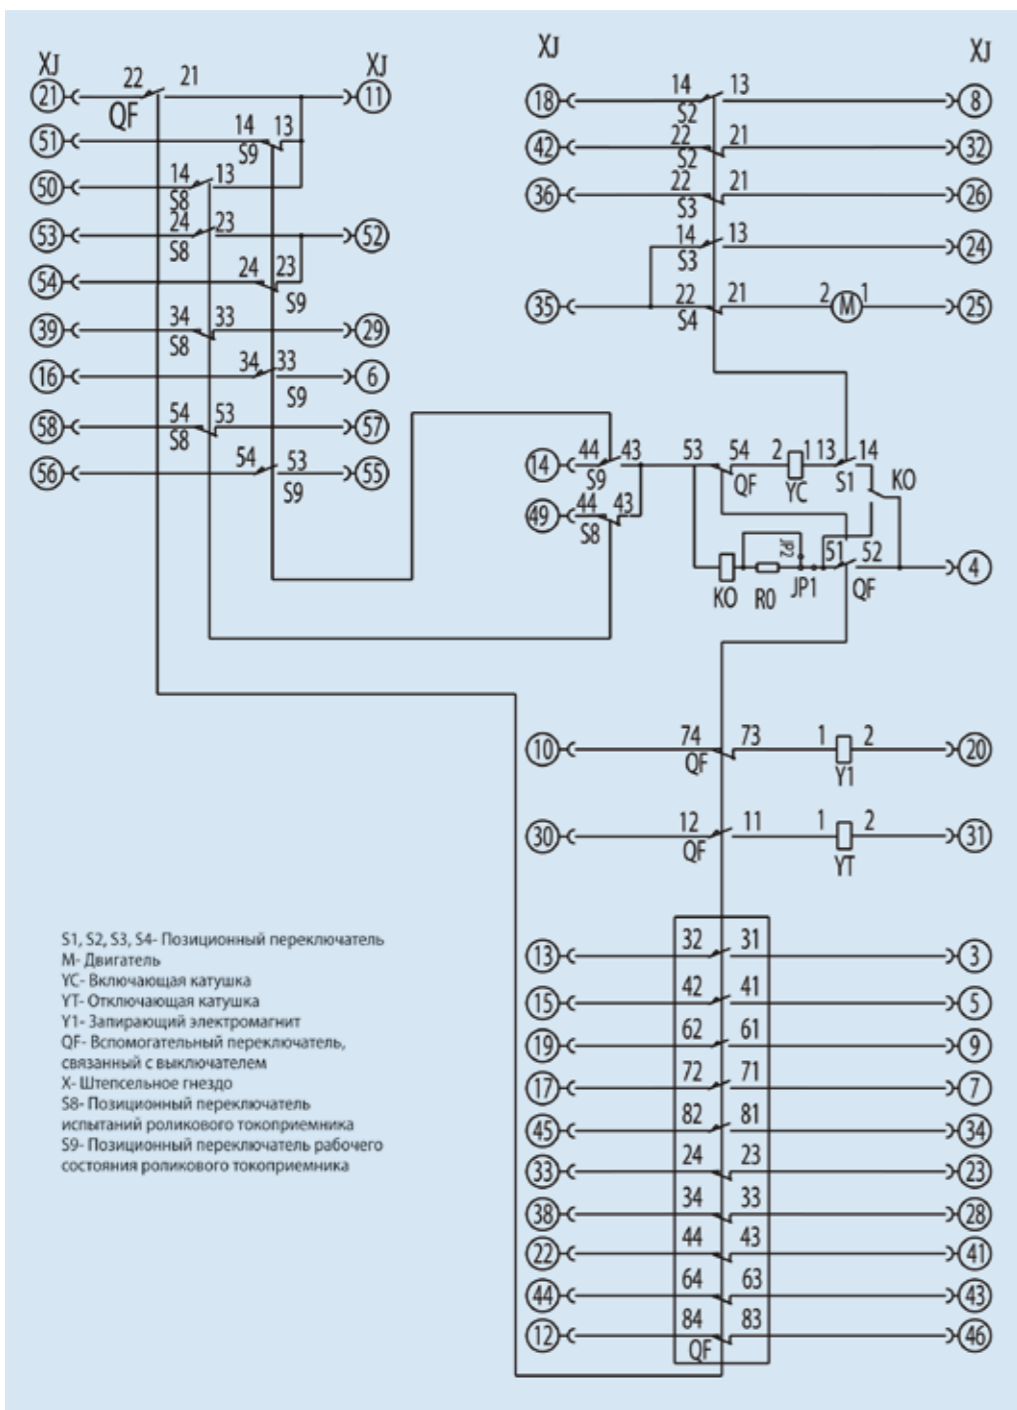 XJ XJ
21 22 21 11
QF
51 14 13
S9
50 14 13
S8
53 24 23 52
S8
54 24 23
S9
39 34 33 29
S8
16 34 33 6
S9
58 54 53 57
S8
56 54 53 55
S9
XJ XJ
18 14 13 8
S2
42 22 21 32
S2
36 22 21 26
S3
14 13 24
S3
35 22 21 2 M 1 25
S4
14 44 43 53 54 2 1 13 14 KO
S9 QF YC S1
49 44 43
S8
JP2 51 52 4
KO R0 JP1 QF
10 74 73 1 2 20
QF Y1
30 12 11 1 2 31
QF YT
13 32 31 3
15 42 41 5
19 62 61 9
17 72 71 7
45 82 81 34
33 24 23 23
38 34 33 28
22 44 43 41
44 64 63 43
12 84 83 46
QF
S1, S2, S3, S4- Позиционный переключатель
М- Двигатель
YC- Включающая катушка
YT- Отключающая катушка
Y1- Запирающий электромагнит
QF- Вспомогательный переключатель,
связанный с выключателем
X- Штепсельное гнездо
S8- Позиционный переключатель
испытаний роликового токоприемника
S9- Позиционный переключатель рабочего
состояния роликового токоприемника